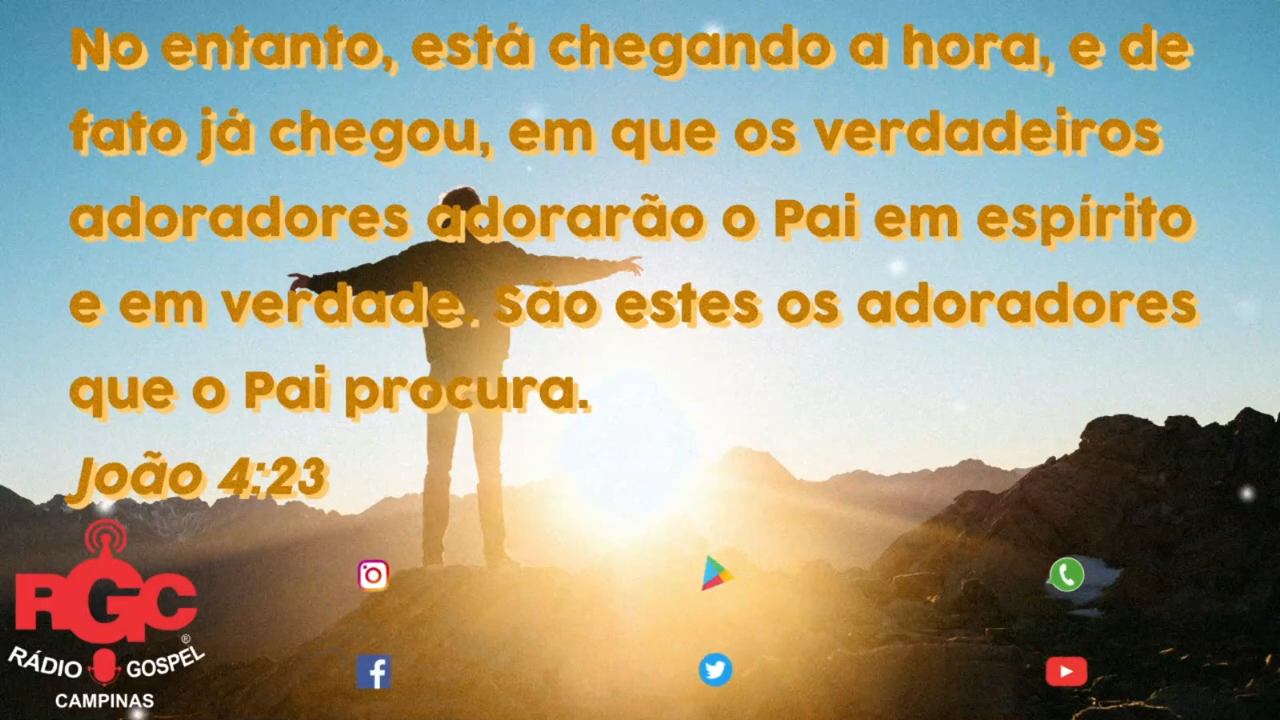 No entanto, está chegando a hora, e de
fato já chegou, em que os verdadeiros
adoradores adorarão o Pai em espírito
e em verdade. São estes os adoradores
que o Pai procura.
João 4:23
RGC
®
RÁDIO GOSPEL
CAMPINAS